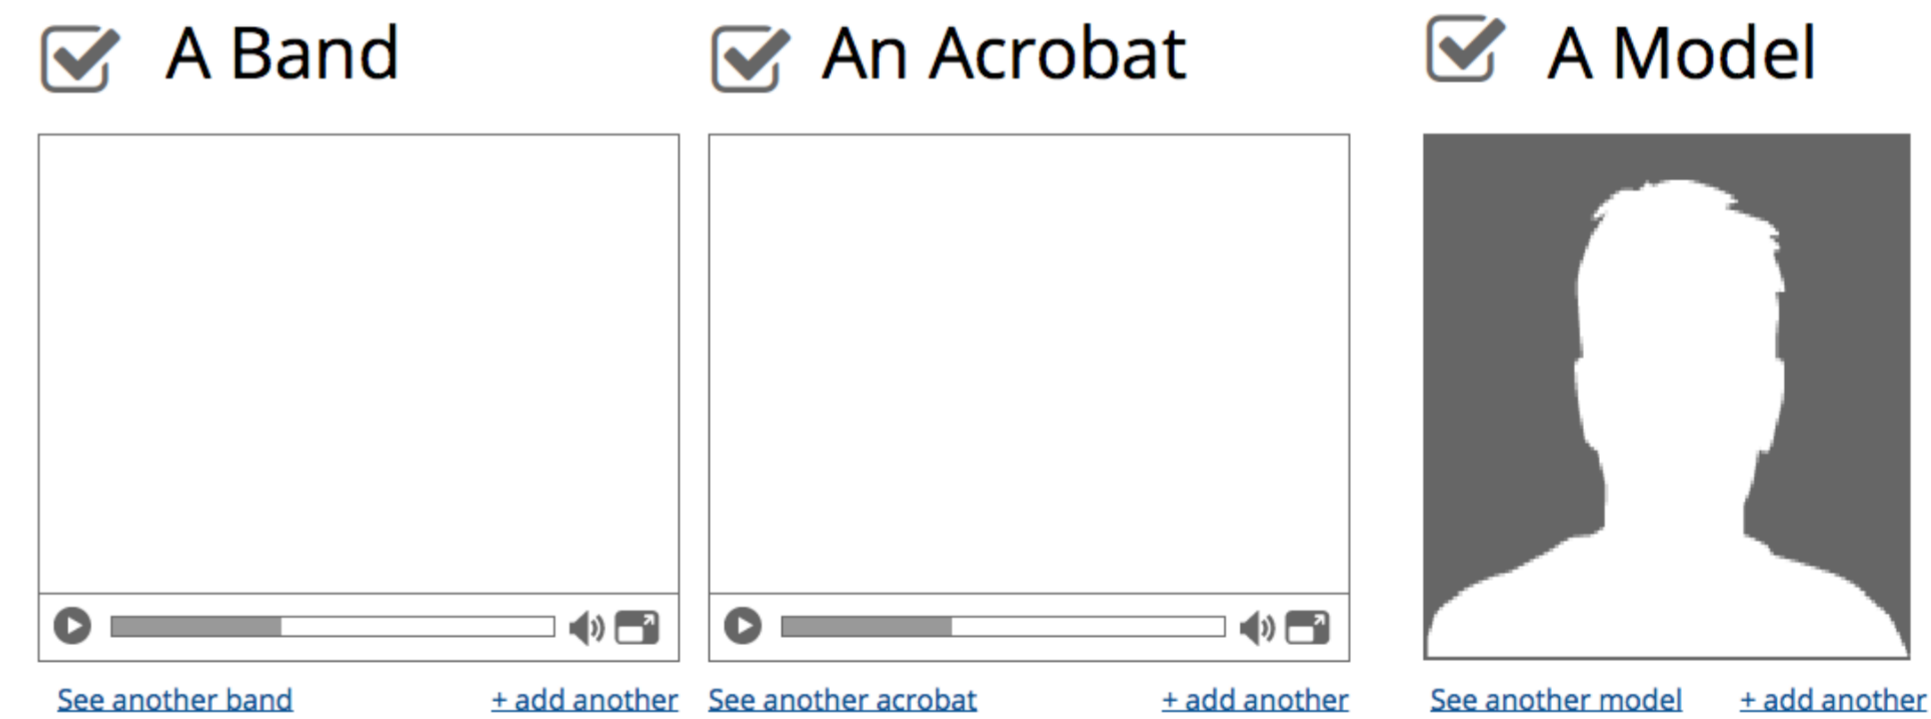 A Band
An Acrobat
A Model
See another band
+ add another
See another acrobat
+ add another
See another model
+ add another